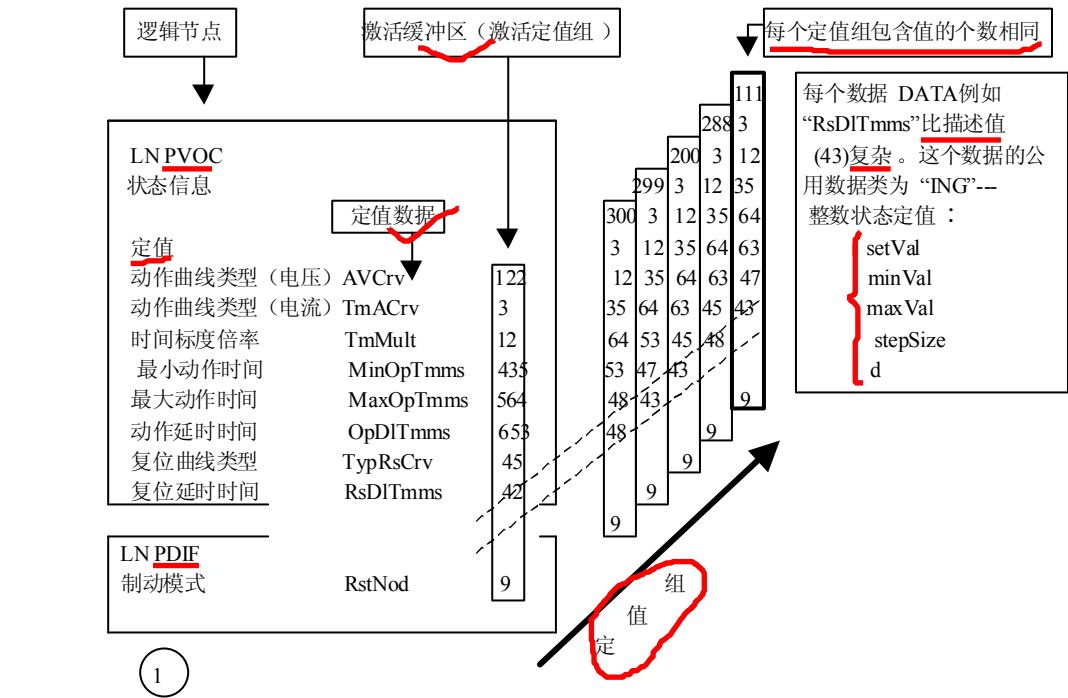 逻辑节点
激活缓冲区（激活定值组 ）
每个定值组包含值的个数相同
LN PVOC
状态信息
定值数据
定值
动作曲线类型（电压）AVCrv 122
动作曲线类型（电流）TmACrv 3
时间标度倍率 TmMult 12
最小动作时间 MinOpTmms 435
最大动作时间 MaxOpTmms 564
动作延时时间 OpDlTmms 653
复位曲线类型 TypRsCrv 45
复位延时时间 RsDlTmms 42
LN PDIF
制动模式 RstNod 9
111
288 3
200 3 12
299 3 12 35
300 3 12 35 64
3 12 35 64 63
12 35 64 63 47
35 64 63 45 43
64 53 45 48
53 47 43
48 43 9
48 9
9
9
9
每个数据 DATA例如
“RsDlTmms”比描述值
(43)复杂 。这个数据的公
用数据类为 “ING”---
整数状态定值 ：
setVal
minVal
maxVal
stepSize
d
定
值
组
1